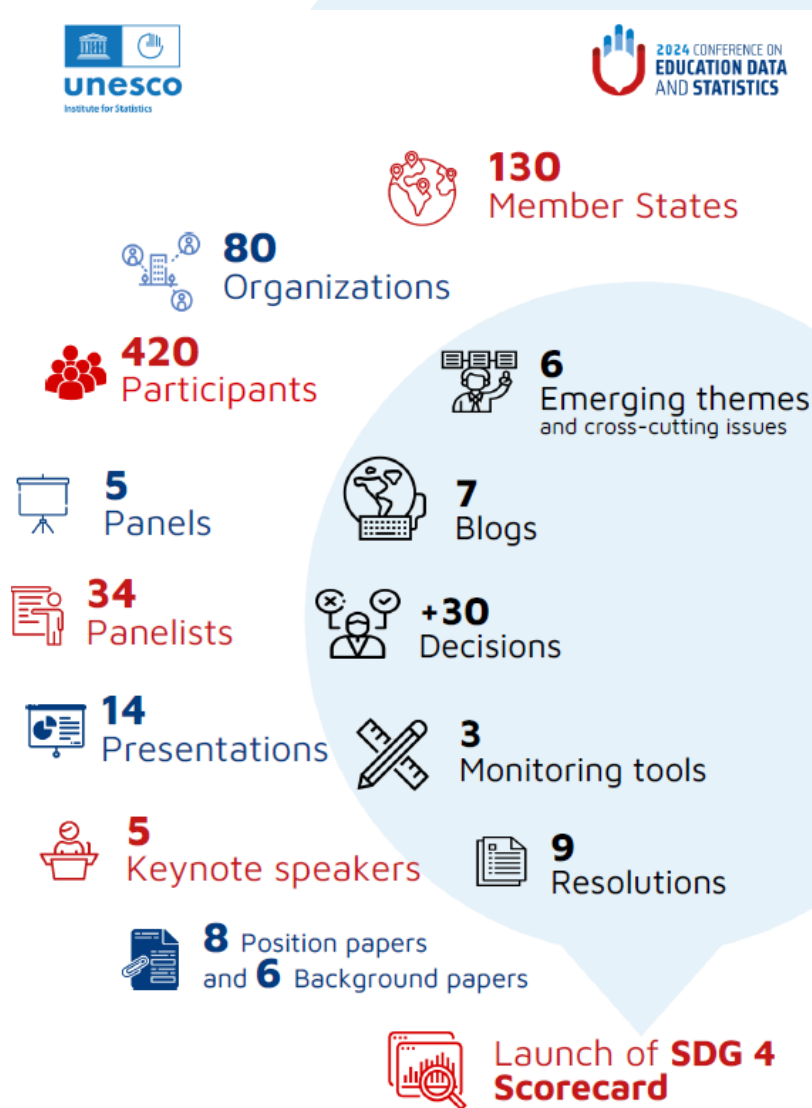 unesco
Institute for Statistics
2024 CONFERENCE ON
EDUCATION DATA
AND STATISTICS
130
Member States
80
Organizations
420
Participants
6
Emerging themes
and cross-cutting issues
5
Panels
7
Blogs
34
Panelists
+30
Decisions
14
Presentations
3
Monitoring tools
5
Keynote speakers
9
Resolutions
8 Position papers
and 6 Background papers
Launch of SDG 4
Scorecard